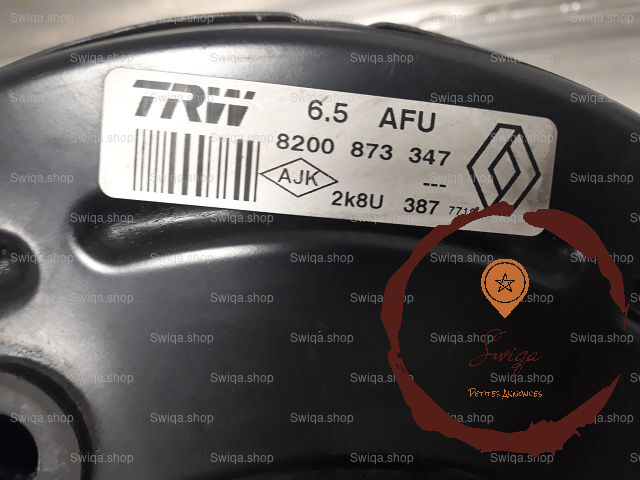 TRW 6.5 AFU
8200 873 347
---
AJK
2k8U 387
Swiqa
PETITES ANNONCES
Swiqa.shop